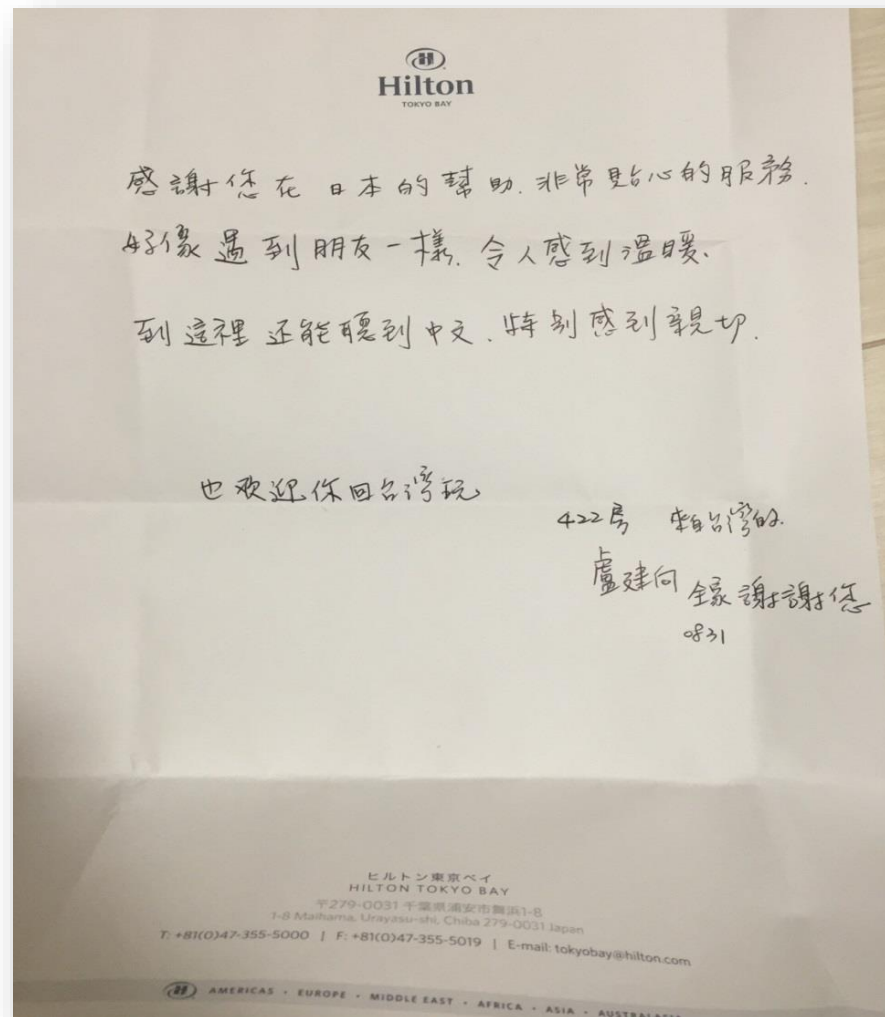 Hilton
TOKYO BAY
感謝您在日本的幫助. 非常貼心的服務.
好像遇到朋友一樣. 令人感到溫暖.
到這裡还能聽到中文. 特别感到親切.
也欢迎你回台灣玩
422房 來自台灣的
盧建向 全家 謝謝您
0831
ヒルトン東京ベイ
HILTON TOKYO BAY
〒279-0031 千葉県浦安市舞浜1-8
1-8 Maihama, Urayasu-shi, Chiba 279-0031 Japan
T: +81(0)47-355-5000 | F: +81(0)47-355-5019 | E-mail: tokyobay@hilton.com
AMERICAS • EUROPE • MIDDLE EAST • AFRICA • ASIA • AUSTRALASIA